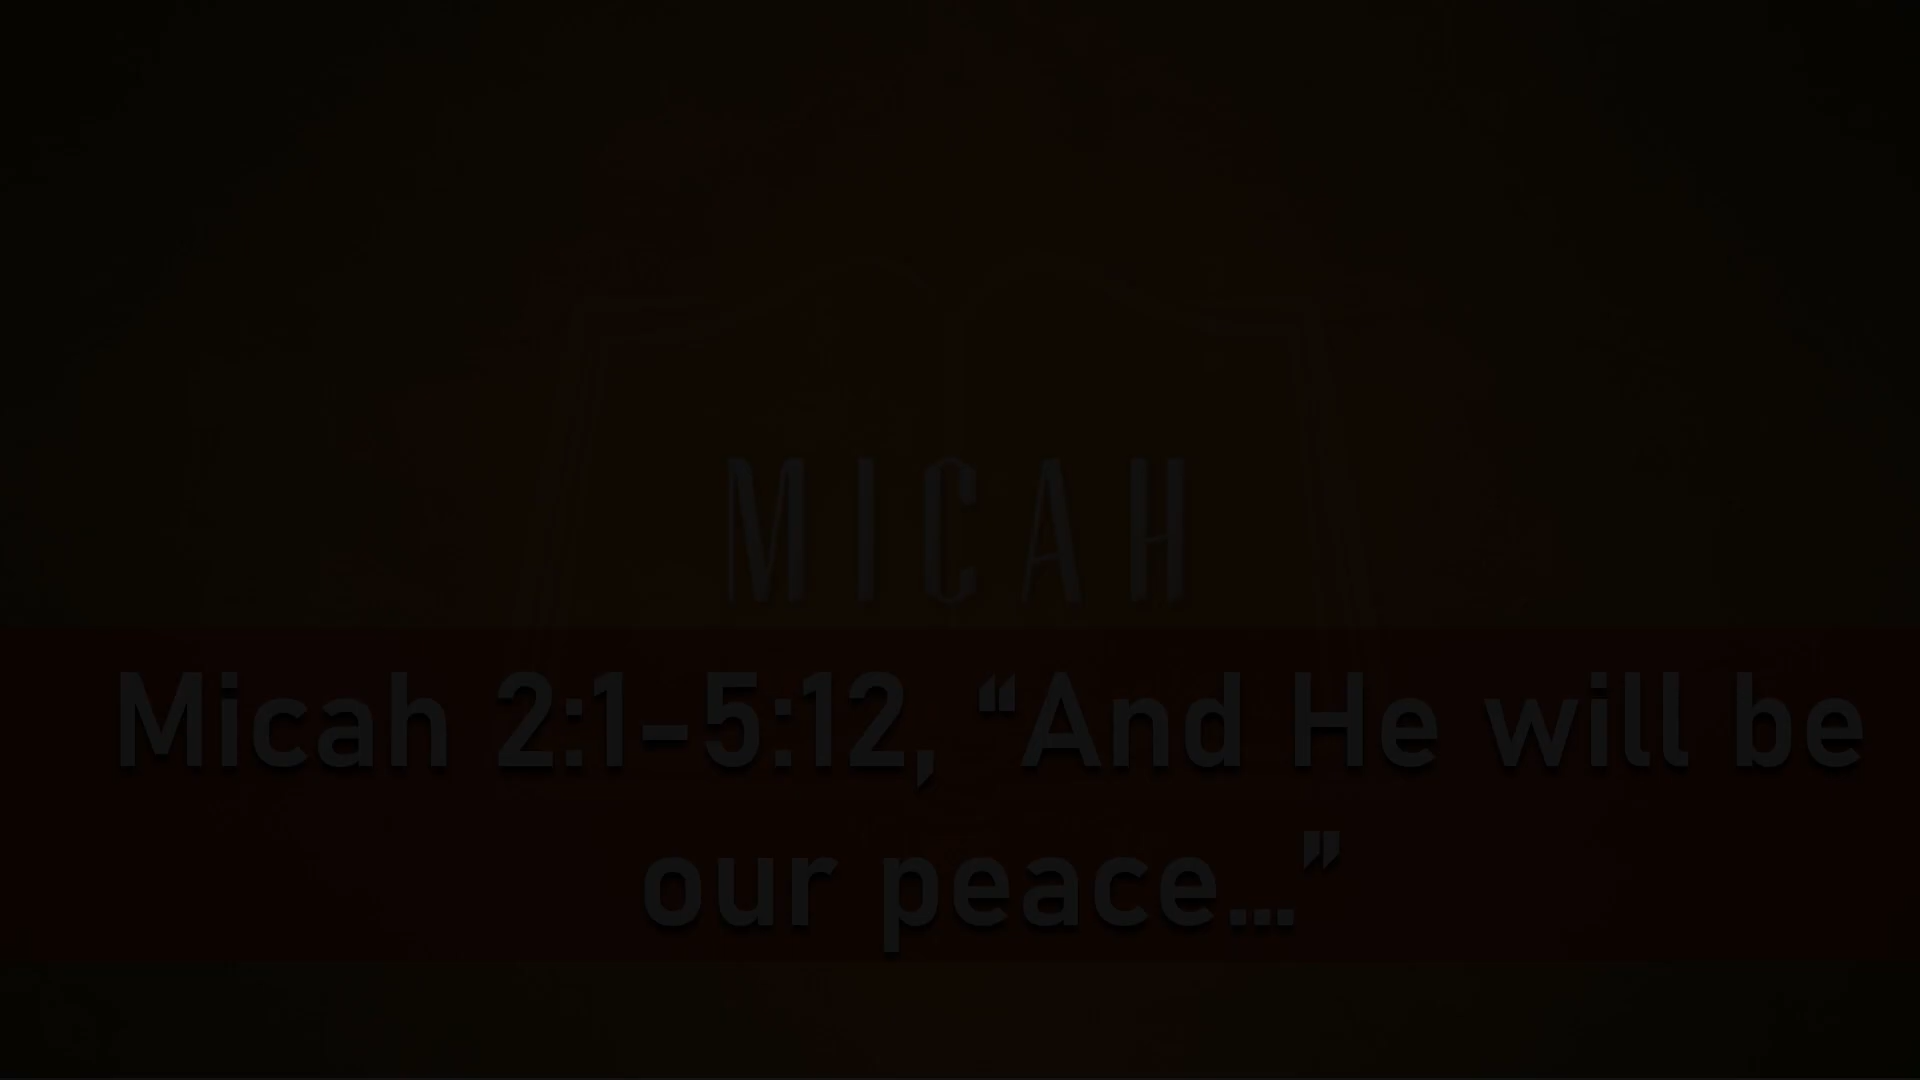 MICAH
Micah 2:1-5:12, “And He will be
our peace…”